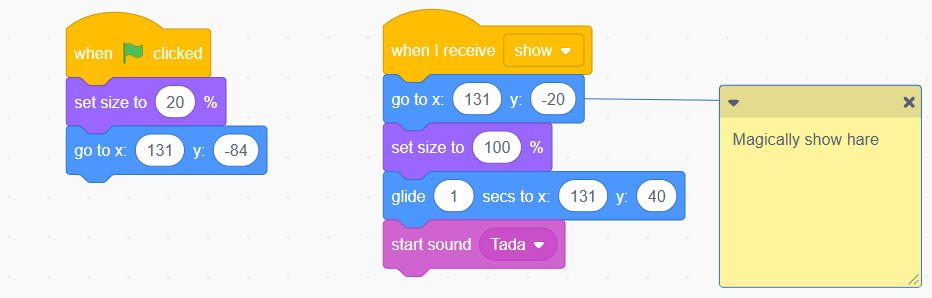 when clicked
set size to 20 %
go to x: 131 y: -84
when I receive show
go to x: 131 y: -20
set size to 100 %
glide 1 secs to x: 131 y: 40
start sound Tada
Magically show hare